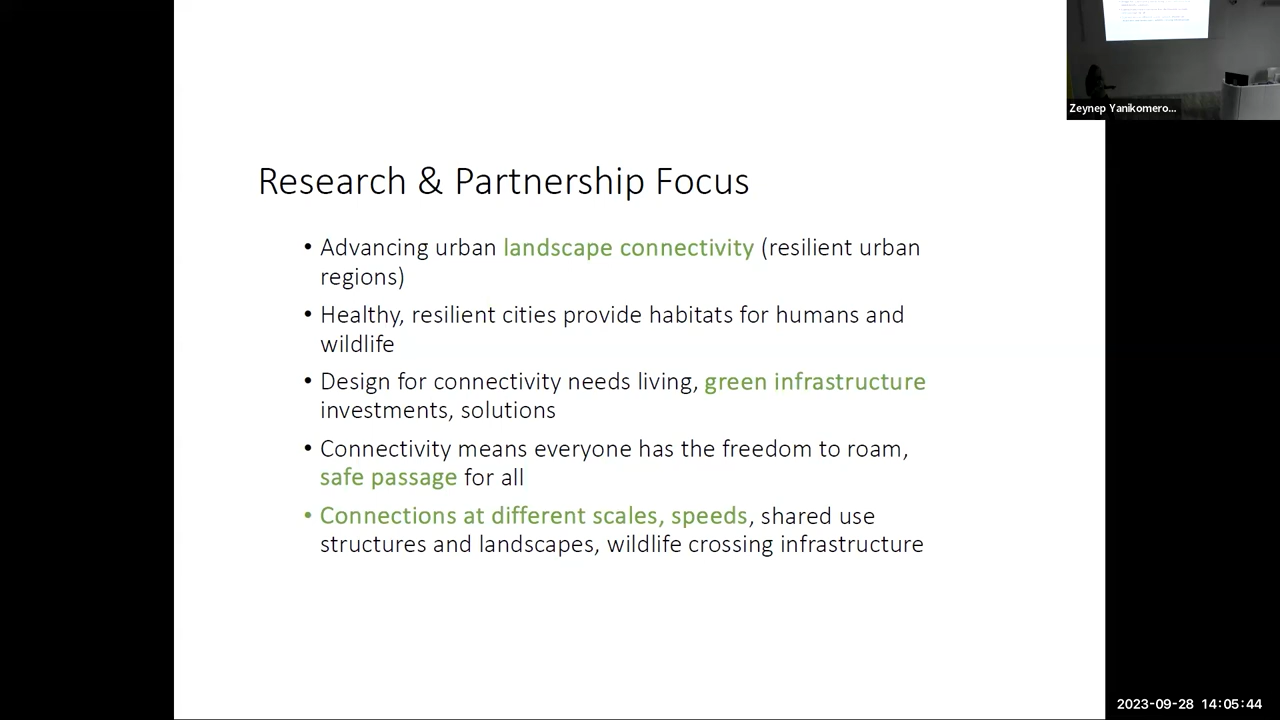 Zeynep Yanikomero...
Research & Partnership Focus
• Advancing urban landscape connectivity (resilient urban
regions)
• Healthy, resilient cities provide habitats for humans and
wildlife
• Design for connectivity needs living, green infrastructure
investments, solutions
• Connectivity means everyone has the freedom to roam,
safe passage for all
• Connections at different scales, speeds, shared use
structures and landscapes, wildlife crossing infrastructure
2023-09-28 14:05:44